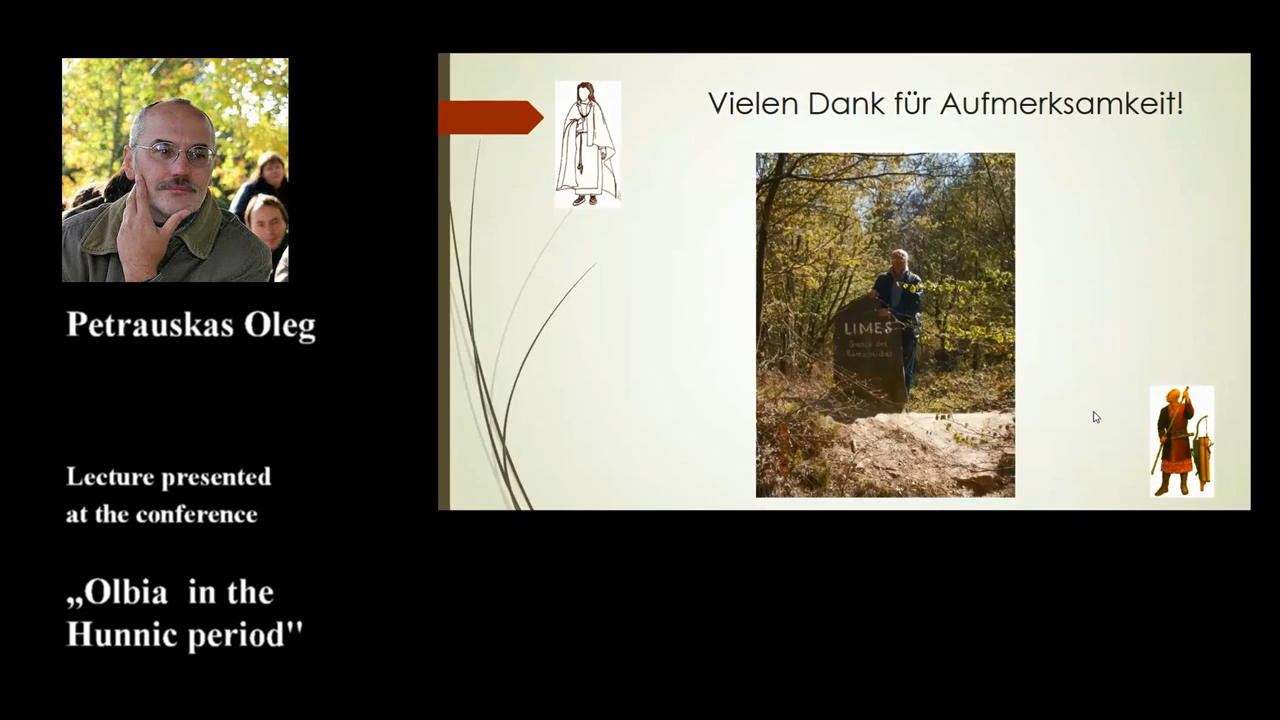 Petrauskas Oleg
Lecture presented
at the conference
„Olbia in the
Hunnic period"
Vielen Dank für Aufmerksamkeit!
LIMES